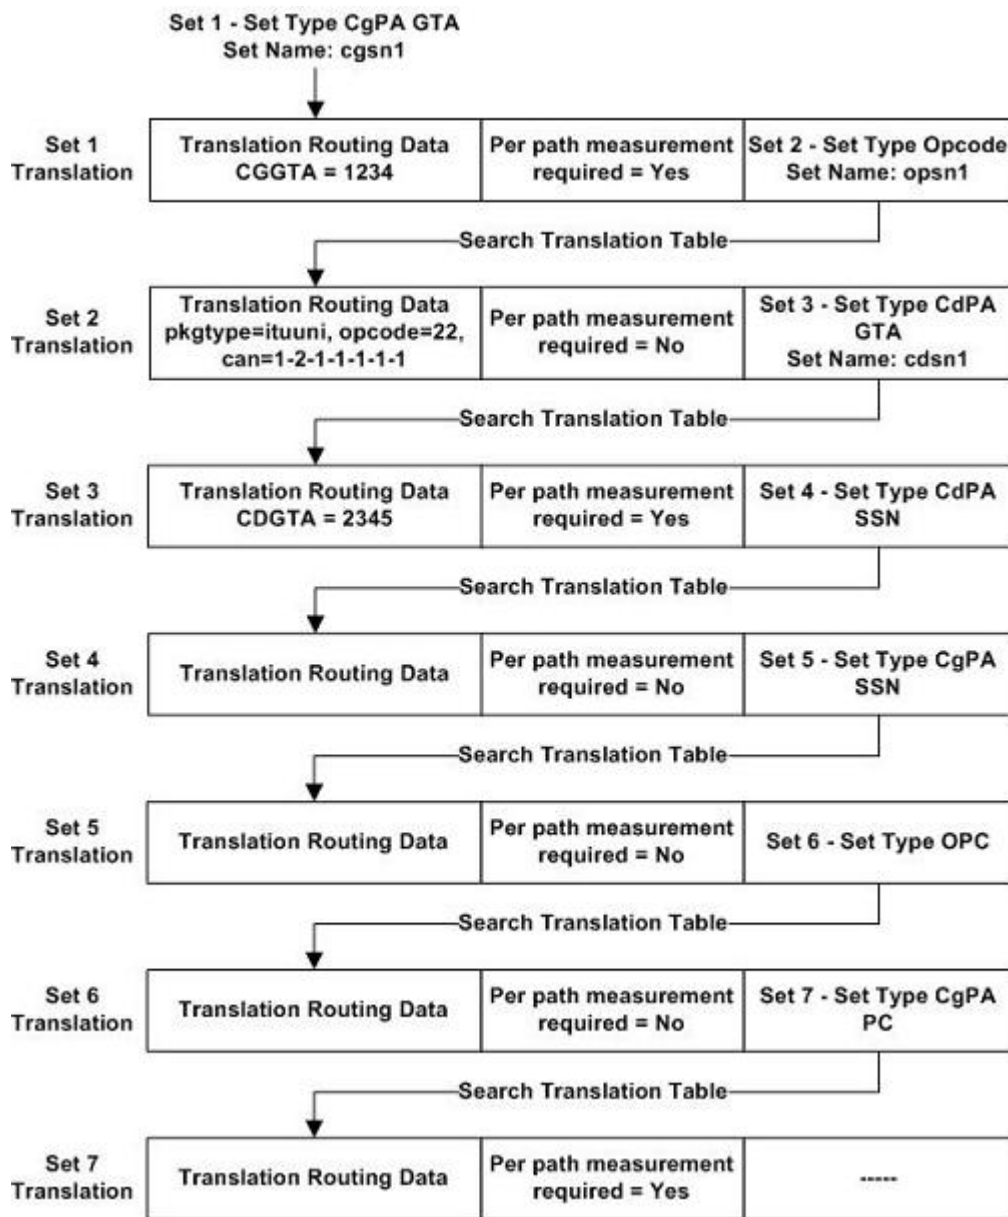 Set 1 - Set Type CgPA GTA
Set Name: cgsn1
Set 1
Translation
Translation Routing Data
CGGTA = 1234
Per path measurement
required = Yes
Set 2 - Set Type Opcode
Set Name: opsn1
Search Translation Table
Set 2
Translation
Translation Routing Data
pkgtype=ituuni, opcode=22,
can=1-2-1-1-1-1-1
Per path measurement
required = No
Set 3 - Set Type CdPA
GTA
Set Name: cdsn1
Search Translation Table
Set 3
Translation
Translation Routing Data
CDGTA = 2345
Per path measurement
required = Yes
Set 4 - Set Type CdPA
SSN
Search Translation Table
Set 4
Translation
Translation Routing Data
Per path measurement
required = No
Set 5 - Set Type CgPA
SSN
Search Translation Table
Set 5
Translation
Translation Routing Data
Per path measurement
required = No
Set 6 - Set Type OPC
Search Translation Table
Set 6
Translation
Translation Routing Data
Per path measurement
required = No
Set 7 - Set Type CgPA
PC
Search Translation Table
Set 7
Translation
Translation Routing Data
Per path measurement
required = Yes
-----